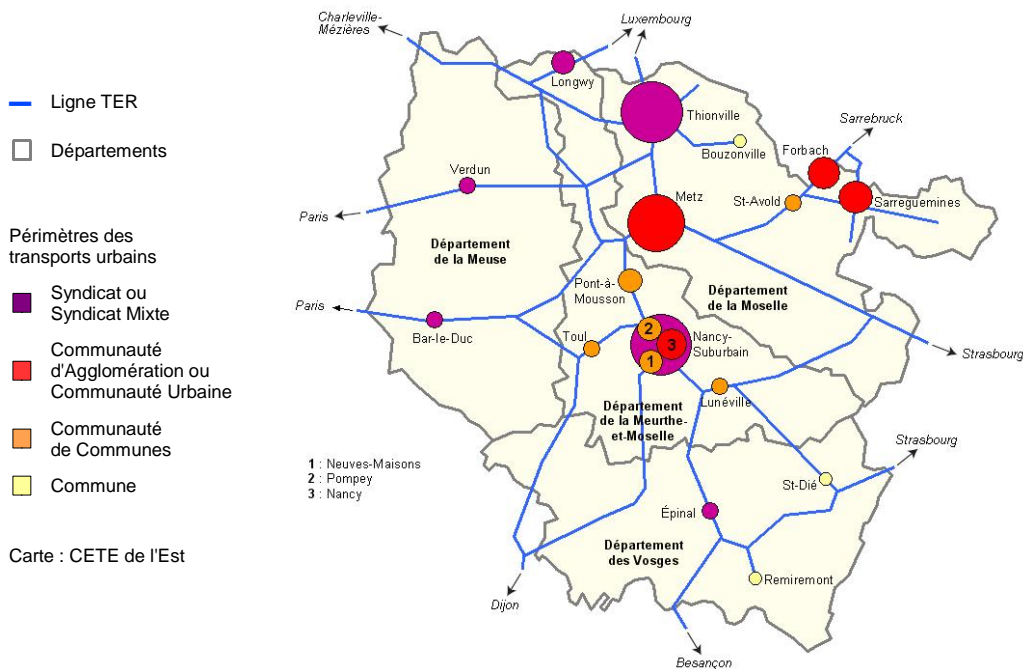 Ligne TER
Départements
Périmètres des
transports urbains
Syndicat ou
Syndicat Mixte
Communauté
d'Agglomération ou
Communauté Urbaine
Communauté
de Communes
Commune
Carte : CETE de l'Est
Charleville-
Mézières
Luxembourg
Longwy
Thionville
Bouzonville
Sarrebruck
Forbach
Verdun
Metz
St-Avold
Sarreguemines
Paris
Département
de la Meuse
Pont-à-
Mousson
Département
de la Moselle
Paris
Bar-le-Duc
Toul
2
3
1
Nancy-
Suburbain
Strasbourg
Lunéville
Département
de la Meurthe-
et-Moselle
Strasbourg
1 : Neuves-Maisons
2 : Pompey
3 : Nancy
St-Dié
Épinal
Département
des Vosges
Remiremont
Dijon
Besançon